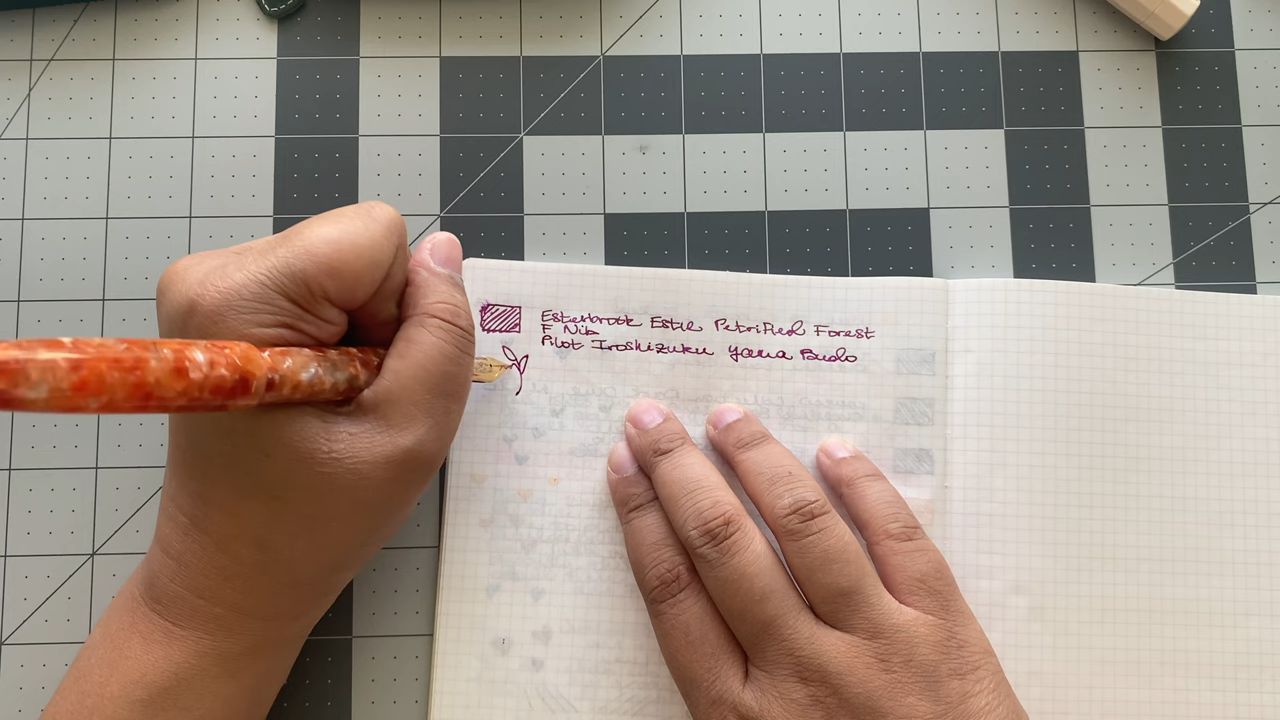 Esterbrook Estie Petrified Forest
F Nib
Pilot Iroshizuku Yama Budo